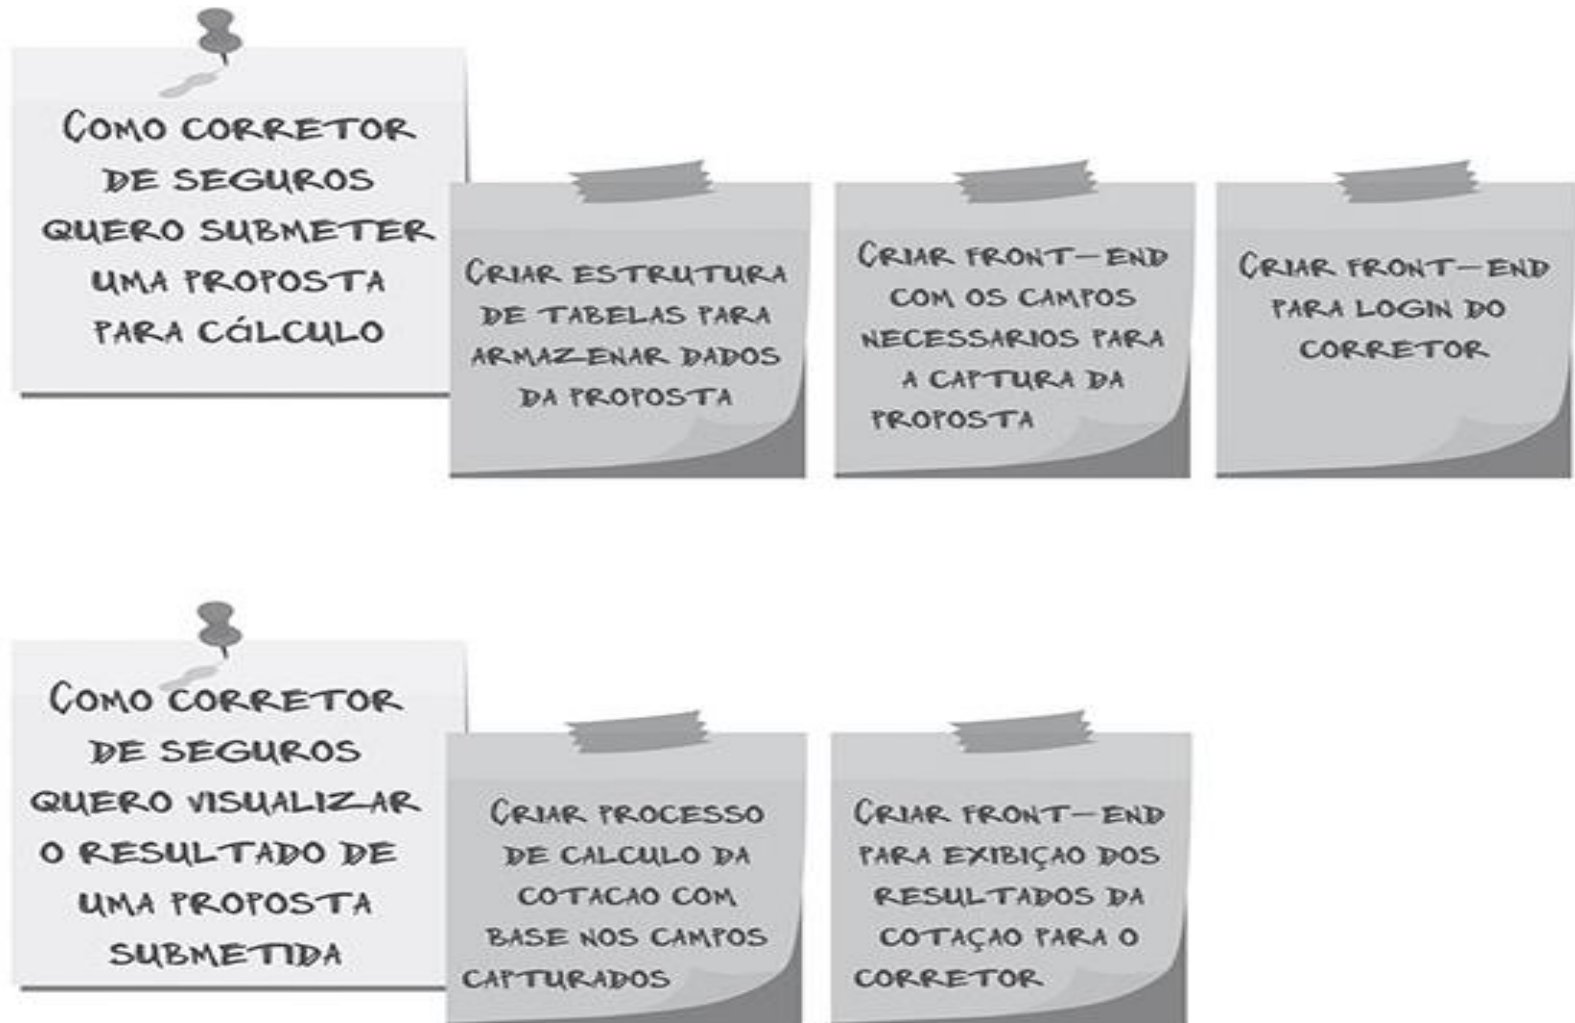 COMO CORRETOR
DE SEGUROS
QUERO SUBMETER
UMA PROPOSTA
PARA CÁLCULO
CRIAR ESTRUTURA
DE TABELAS PARA
ARMAZENAR DADOS
DA PROPOSTA
CRIAR FRONT-END
COM OS CAMPOS
NECESSARIOS PARA
A CAPTURA DA
PROPOSTA
CRIAR FRONT-END
PARA LOGIN DO
CORRETOR
COMO CORRETOR
DE SEGUROS
QUERO VISUALIZAR
O RESULTADO DE
UMA PROPOSTA
SUBMETIDA
CRIAR PROCESSO
DE CALCULO DA
COTACAO COM
BASE NOS CAMPOS
CAPTURADOS
CRIAR FRONT-END
PARA EXIBIÇAO DOS
RESULTADOS DA
COTAÇAO PARA O
CORRETOR